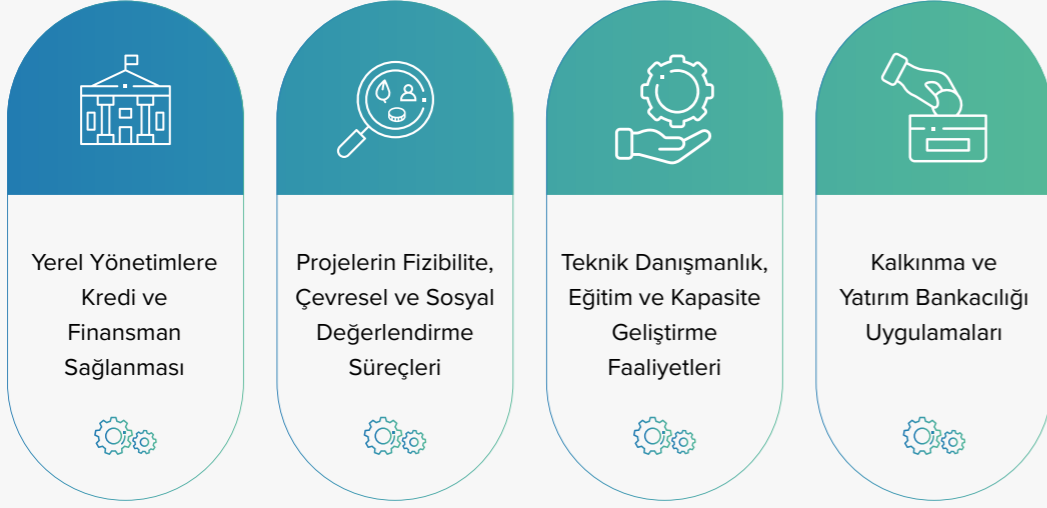 Yerel Yönetimlere
Kredi ve
Finansman
Sağlanması
Projelerin Fizibilite,
Çevresel ve Sosyal
Değerlendirme
Süreçleri
Teknik Danışmanlık,
Eğitim ve Kapasite
Geliştirme
Faaliyetleri
Kalkınma ve
Yatırım Bankacılığı
Uygulamaları